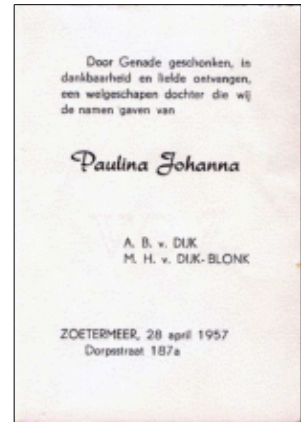 Door Genade geschonken, in
dankbaarheid en liefde ontvangen,
een welgeschapen dochter die wij
de namen gaven van
Paulina Johanna
A. B. v. DIJK
M. H. v. DIJK-BLONK
ZOETERMEER, 28 april 1957
Dorpsstraat 187a